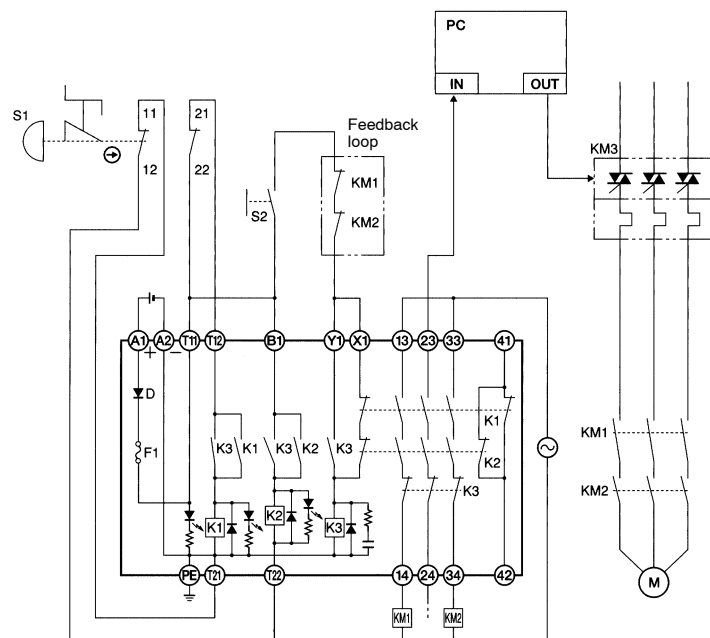 PC
IN OUT
S1
11 21
12 22
Feedback
loop
KM1
KM2
S2
KM3
A1 A2 T11 T12 B1 Y1 X1 13 23 33 41
+ −
D
F1
K3 K1 K3 K2 K3
K1
K2
K3
K1 K2 K3
KM1
KM2
PE T21 T22 14 24 34 42
KM1 KM2
M